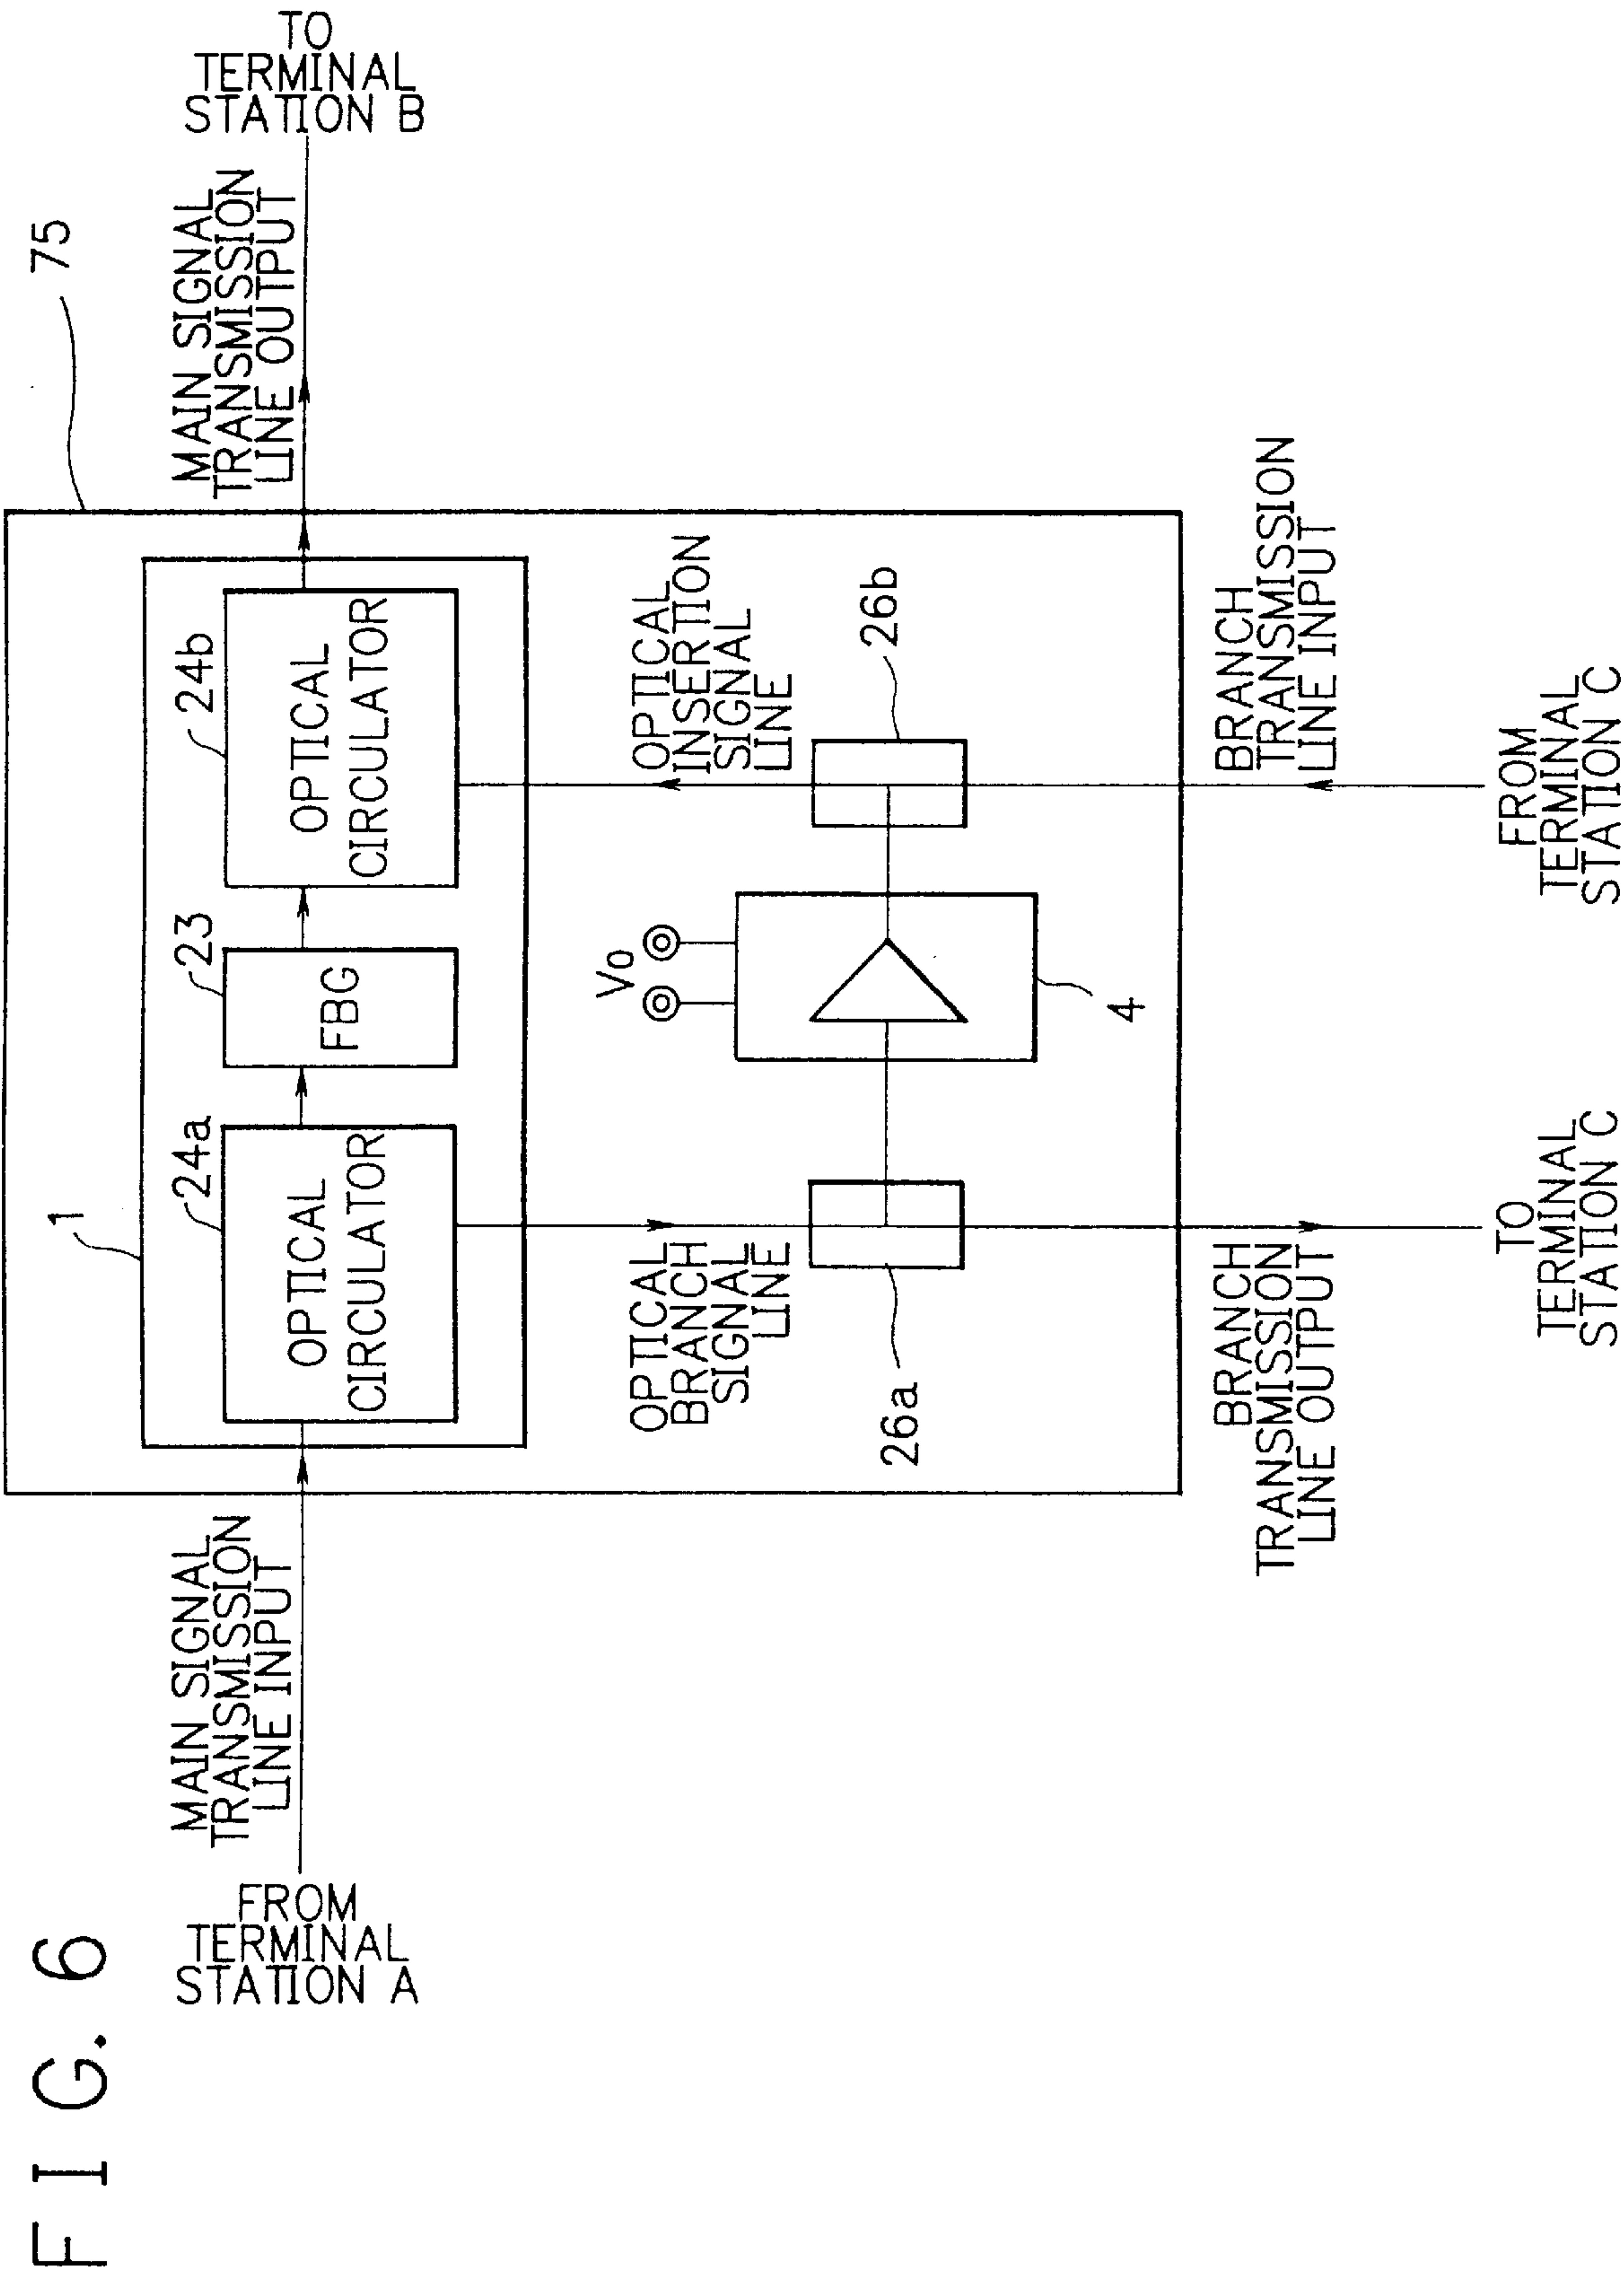 FIG. 6
FROM
TERMINAL
STATION A
MAIN SIGNAL
TRANSMISSION
LINE INPUT
1
24a
OPTICAL
CIRCULATOR
23
FBG
24b
OPTICAL
CIRCULATOR
75
MAIN SIGNAL
TRANSMISSION
LINE OUTPUT
TO
TERMINAL
STATION B
OPTICAL
BRANCH
SIGNAL
LINE
Vo
OPTICAL
INSERTION
SIGNAL
LINE
26a
4
26b
BRANCH
TRANSMISSION
LINE OUTPUT
BRANCH
TRANSMISSION
LINE INPUT
TO
TERMINAL
STATION C
FROM
TERMINAL
STATION C